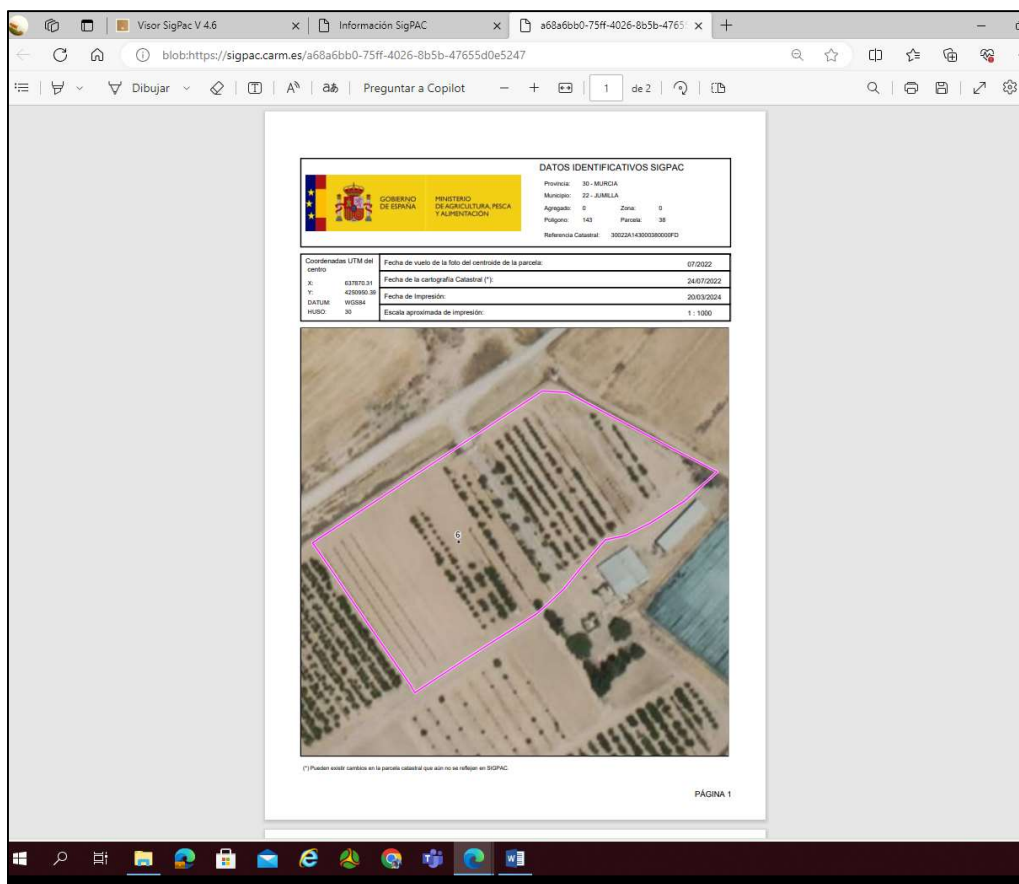 Visor SigPac V 4.6
Información SigPAC
a68a6bb0-75ff-4026-8b5b-4765
blob:https://sigpac.carm.es/a68a6bb0-75ff-4026-8b5b-47655d0e5247
Dibujar
Preguntar a Copilot
1 de 2
GOBIERNO DE ESPAÑA
MINISTERIO DE AGRICULTURA, PESCA Y ALIMENTACIÓN
DATOS IDENTIFICATIVOS SIGPAC
Provincia: 30 - MURCIA
Municipio: 22 - JUMILLA
Agregado: 0 Zona: 0
Polígono: 143 Parcela: 38
Referencia Catastral: 30022A143000380000FD
Coordenadas UTM del centro
X: 637870.31
Y: 4250950.39
DATUM: WGS84
HUSO: 30
Fecha de vuelo de la foto del centroide de la parcela: 07/2022
Fecha de la cartografía Catastral (*): 24/07/2022
Fecha de Impresión: 20/03/2024
Escala aproximada de impresión: 1 : 1000
6
(*) Pueden existir cambios en la parcela catastral que aún no se reflejan en SIGPAC
PÁGINA 1